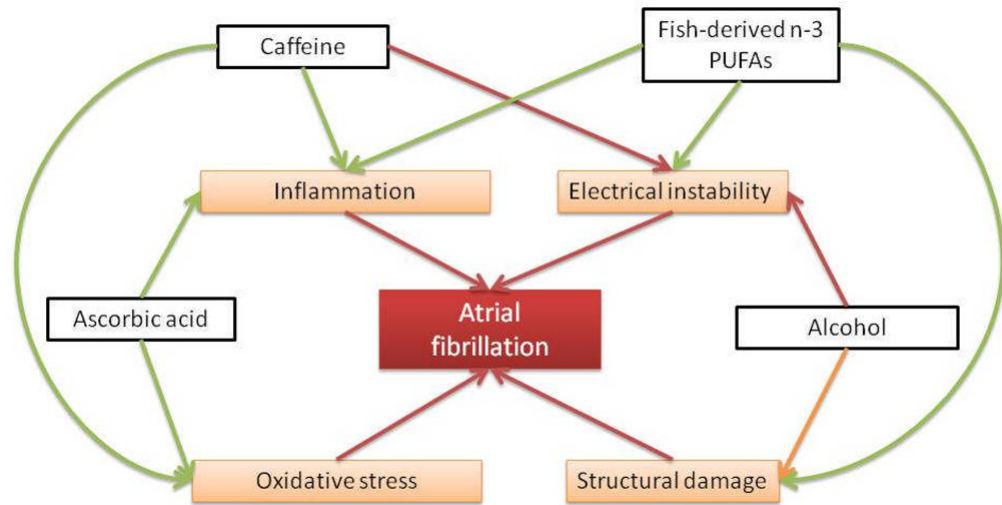 Caffeine
Fish-derived n-3
PUFAs
Inflammation
Electrical instability
Ascorbic acid
Atrial
fibrillation
Alcohol
Oxidative stress
Structural damage